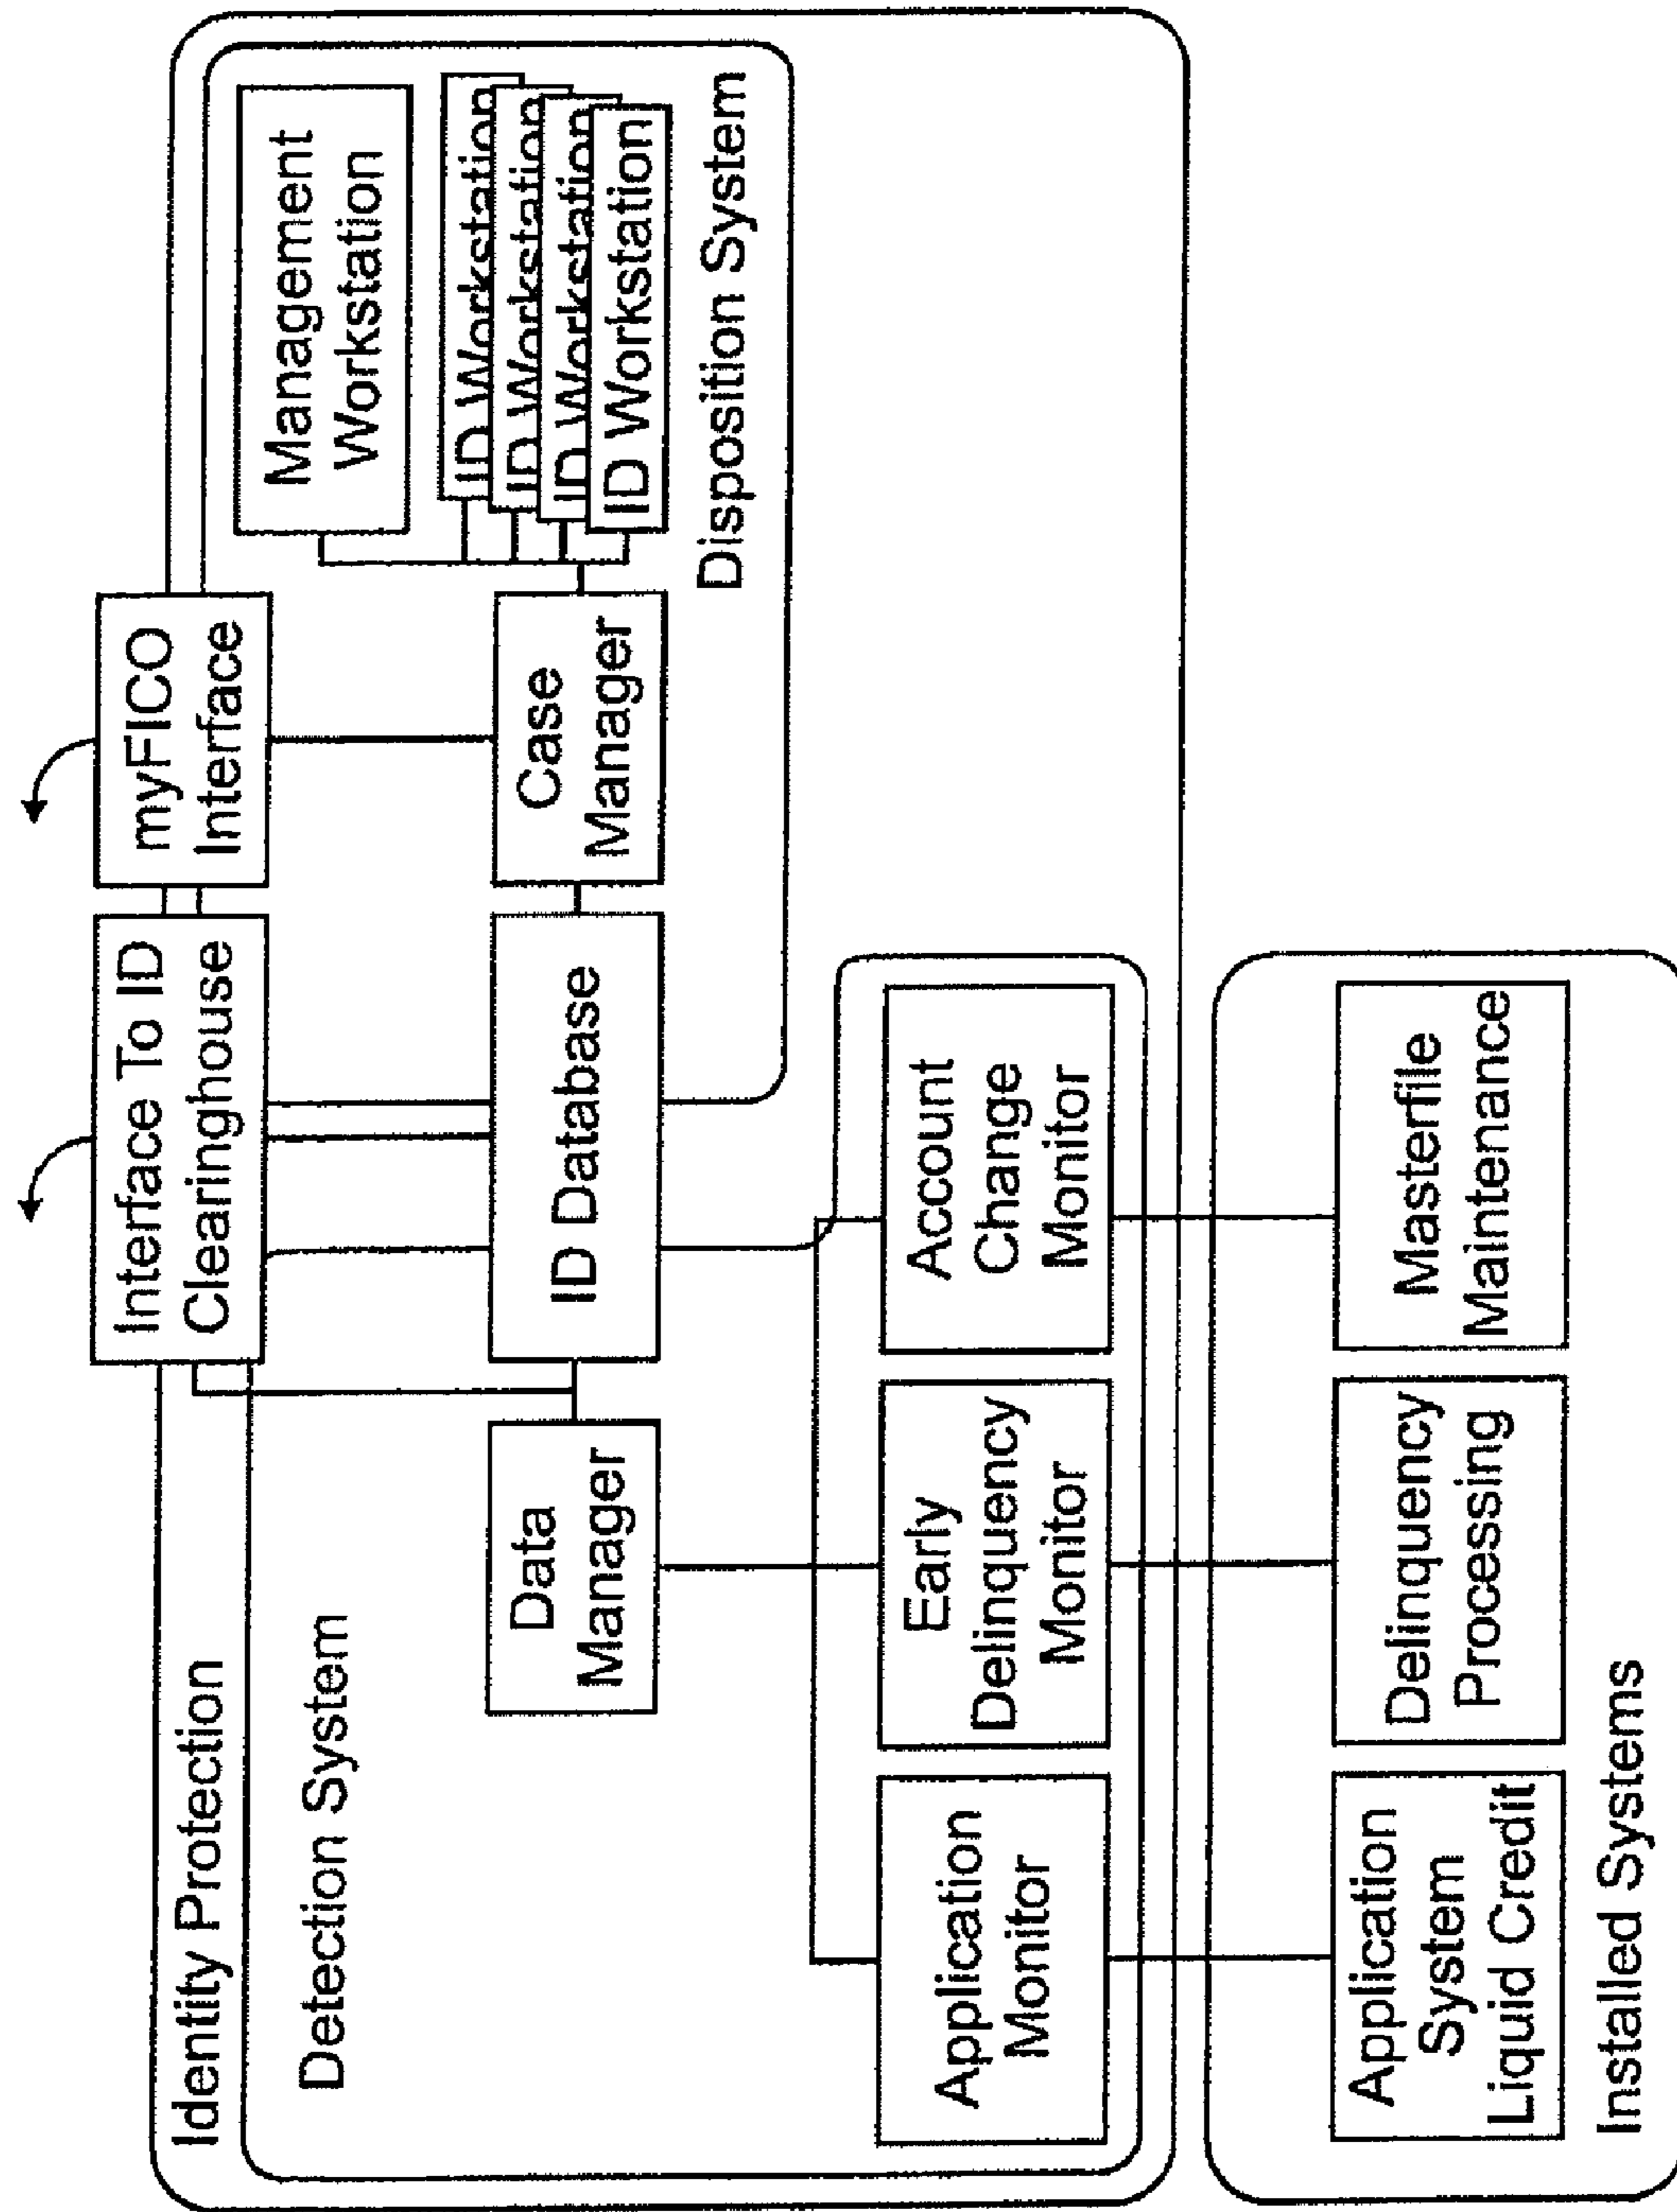 Identity Protection
Interface To ID
Clearinghouse
myFICO
Interface
Management
Workstation
Detection System
Data
Manager
ID Database
Case
Manager
ID Workstation
ID Workstation
ID Workstation
ID Workstation
Disposition System
Application
Monitor
Early
Delinquency
Monitor
Account
Change
Monitor
Application
System
Liquid Credit
Delinquency
Processing
Masterfile
Maintenance
Installed Systems